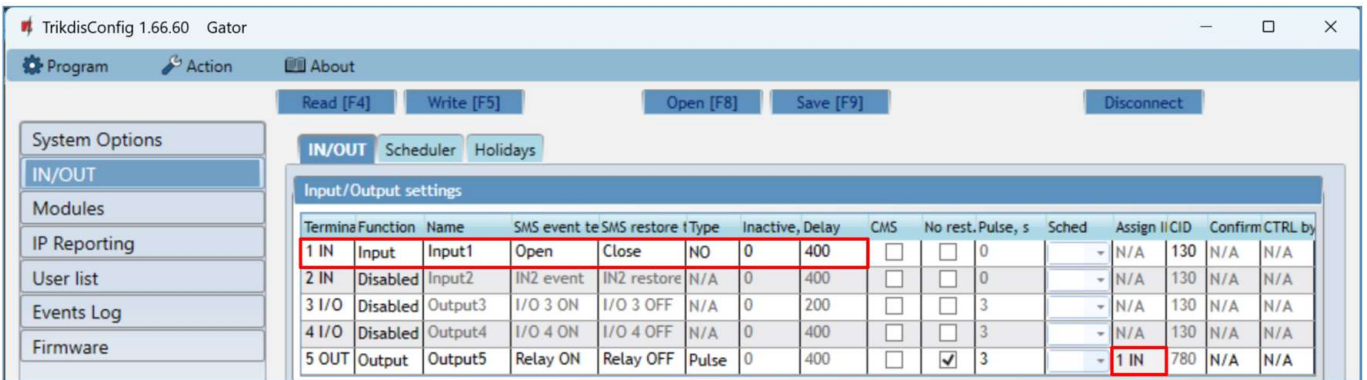 TrikdisConfig 1.66.60 Gator
Program Action About
Read [F4] Write [F5] Open [F8] Save [F9] Disconnect
System Options
IN/OUT
Modules
IP Reporting
User list
Events Log
Firmware
IN/OUT Scheduler Holidays
Input/Output settings
Termina Function Name SMS event te SMS restore t Type Inactive, Delay CMS No rest. Pulse, s Sched Assign I CID Confirm CTRL by
1 IN Input Input1 Open Close NO 0 400 0 N/A 130 N/A N/A
2 IN Disabled Input2 IN2 event IN2 restore N/A 0 400 0 N/A 130 N/A N/A
3 I/O Disabled Output3 I/O 3 ON I/O 3 OFF N/A 0 200 3 N/A 130 N/A N/A
4 I/O Disabled Output4 I/O 4 ON I/O 4 OFF N/A 0 400 3 N/A 130 N/A N/A
5 OUT Output Output5 Relay ON Relay OFF Pulse 0 400 3 1 IN 780 N/A N/A